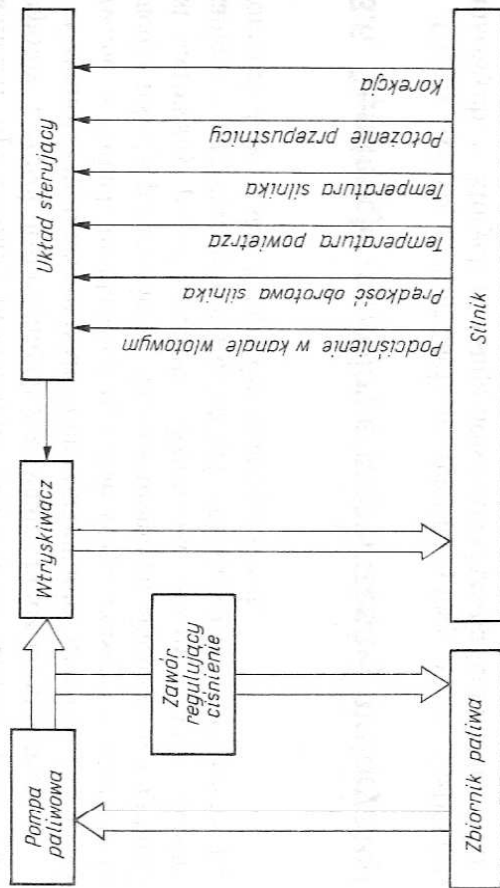 Pompa
paliwowa
Wtryskiwacz
Układ sterujący
Zawór
regulujący
ciśnienie
Podciśnienie w kanale wlotowym
Prędkość obrotowa silnika
Temperatura powietrza
Temperatura silnika
Położenie przepustnicy
Korekcja
Zbiornik paliwa
Silnik